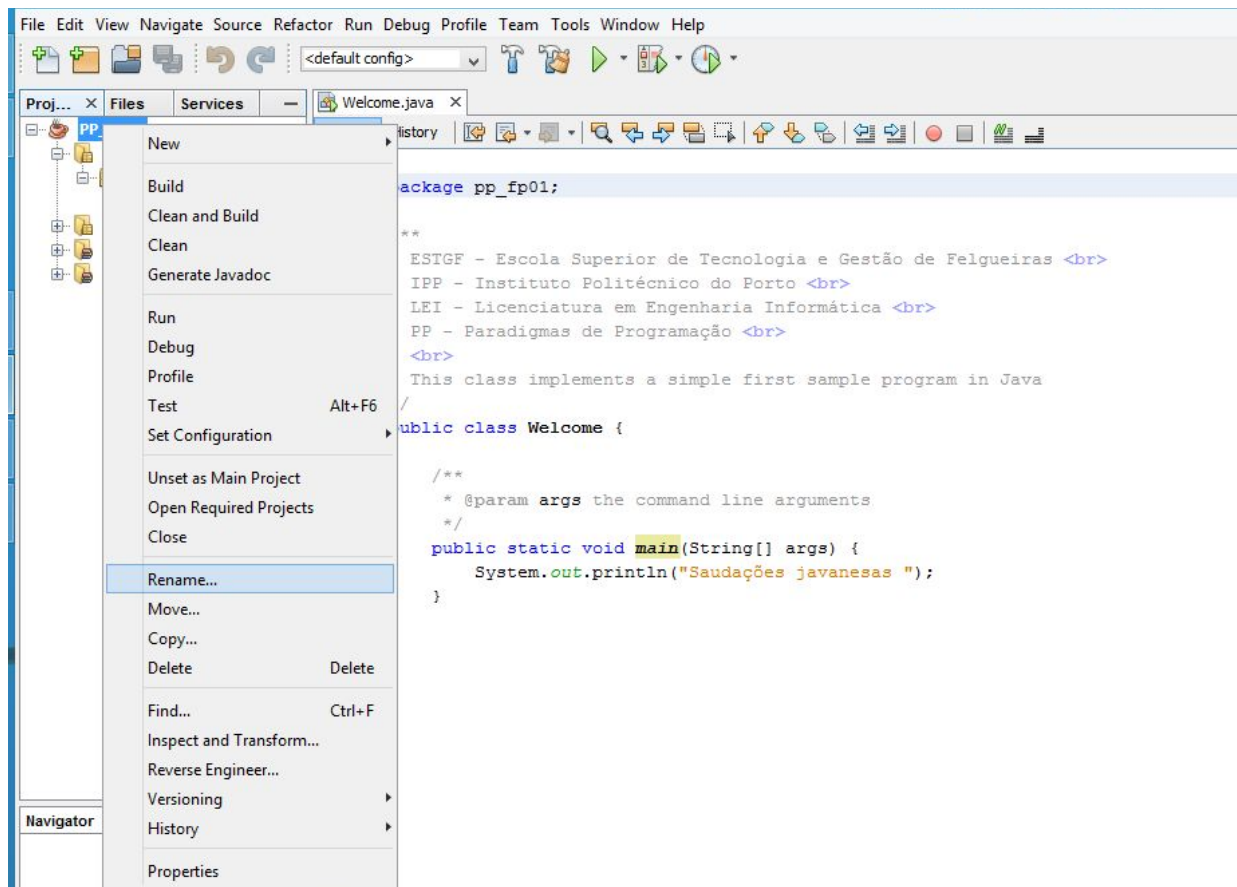 File Edit View Navigate Source Refactor Run Debug Profile Team Tools Window Help
<default config>
Proj... Files Services
Welcome.java
PP_
History
New
Build
Clean and Build
Clean
Generate Javadoc
Run
Debug
Profile
Test Alt+F6
Set Configuration
Unset as Main Project
Open Required Projects
Close
Rename...
Move...
Copy...
Delete Delete
Find... Ctrl+F
Inspect and Transform...
Reverse Engineer...
Versioning
History
Properties
Navigator
ackage pp_fp01;
**
ESTGF - Escola Superior de Tecnologia e Gestão de Felgueiras <br>
IPP - Instituto Politécnico do Porto <br>
LEI - Licenciatura em Engenharia Informática <br>
PP - Paradigmas de Programação <br>
<br>
This class implements a simple first sample program in Java
/
ublic class Welcome {
/**
* @param args the command line arguments
*/
public static void main(String[] args) {
System.out.println("Saudações javanesas ");
}